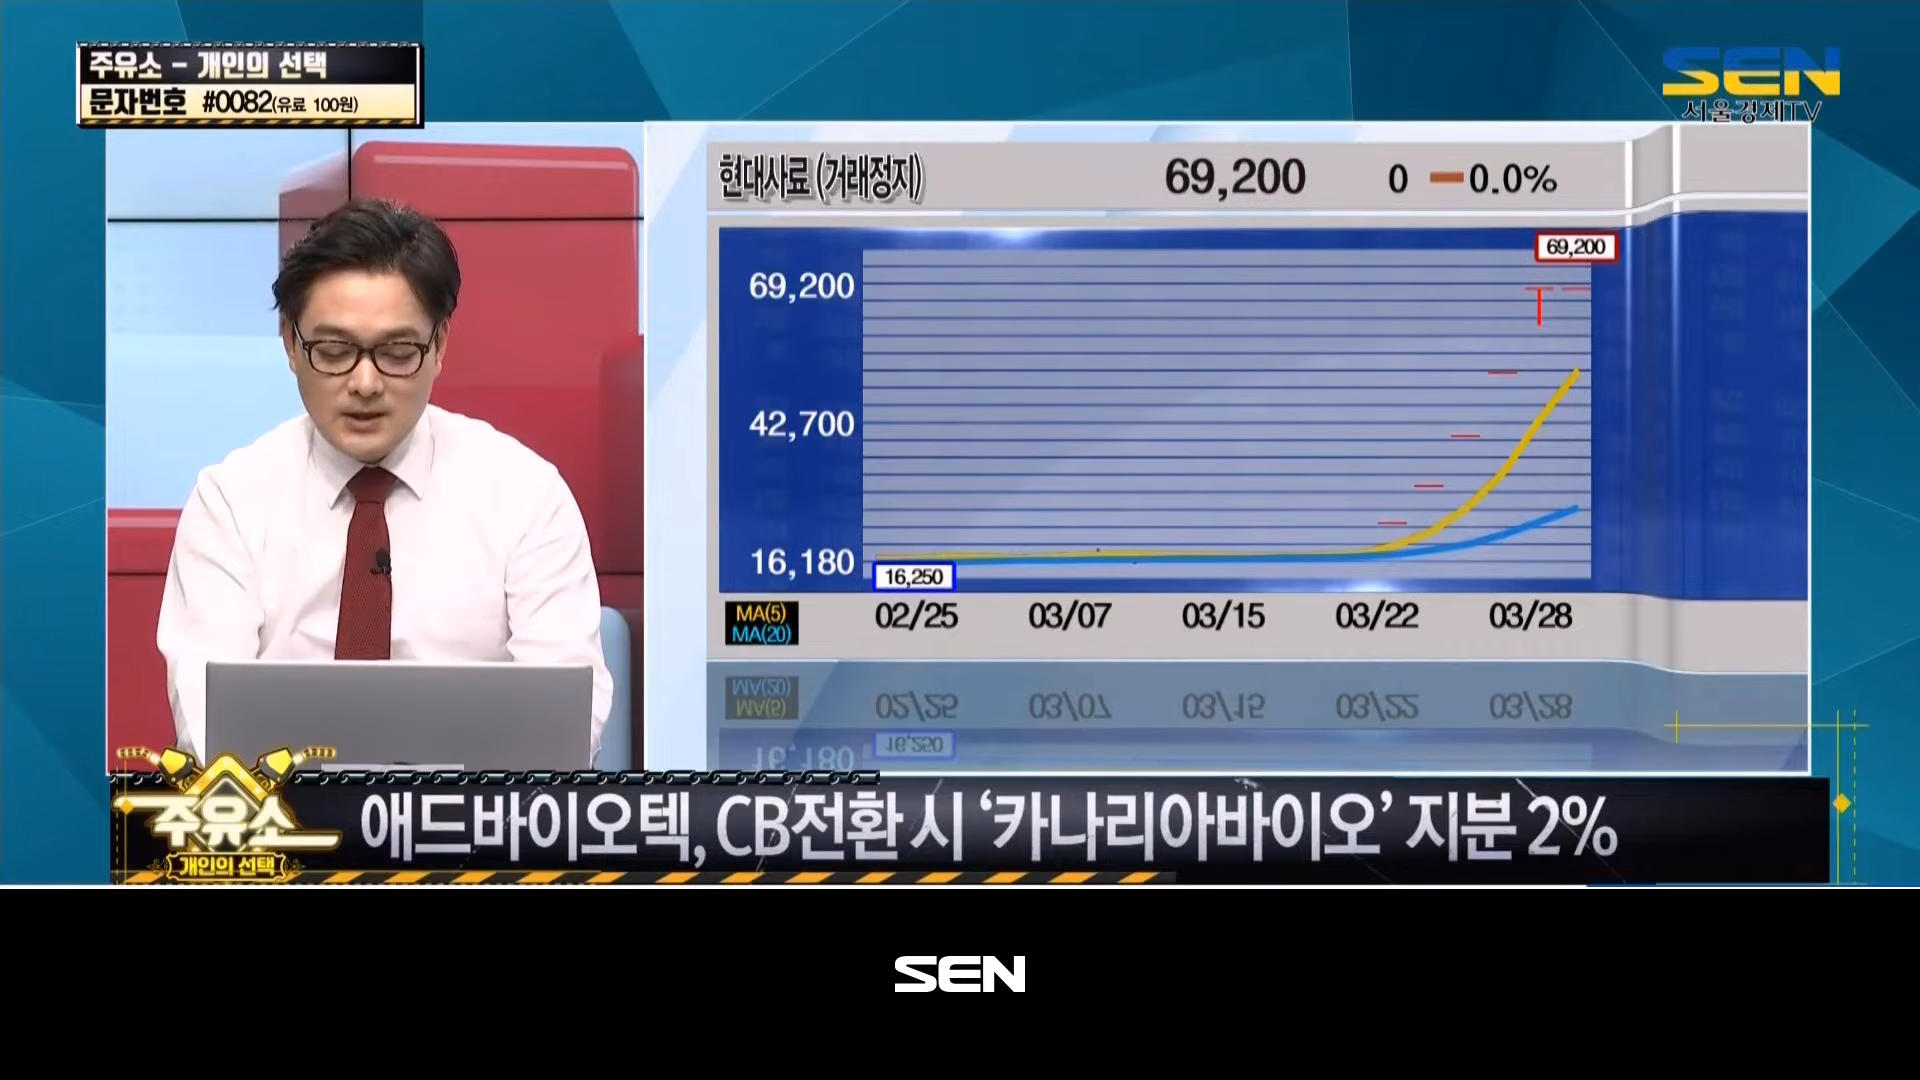 주유소 - 개인의 선택
문자번호 #0082(유료 100원)
SEN
서울경제TV
현대사료 (거래정지) 69,200 0 0.0%
69,200
69,200
42,700
16,180
16,250
MA(5)
MA(20)
02/25 03/07 03/15 03/22 03/28
주유소
개인의 선택
애드바이오텍, CB전환 시 ‘카나리아바이오’ 지분 2%
SEN